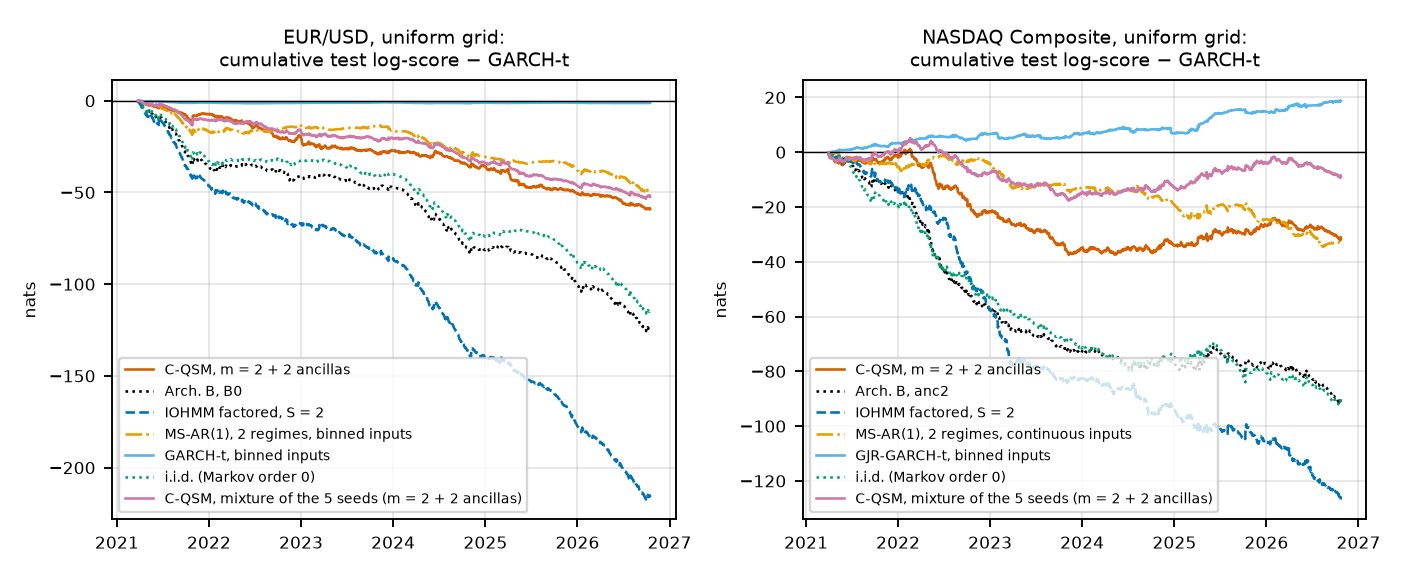 EUR/USD, uniform grid:
cumulative test log-score − GARCH-t
nats
0
−50
−100
−150
−200
C-QSM, m = 2 + 2 ancillas
Arch. B, B0
IOHMM factored, S = 2
MS-AR(1), 2 regimes, binned inputs
GARCH-t, binned inputs
i.i.d. (Markov order 0)
C-QSM, mixture of the 5 seeds (m = 2 + 2 ancillas)
2021 2022 2023 2024 2025 2026 2027
NASDAQ Composite, uniform grid:
cumulative test log-score − GARCH-t
nats
20
0
−20
−40
−60
−80
−100
−120
C-QSM, m = 2 + 2 ancillas
Arch. B, anc2
IOHMM factored, S = 2
MS-AR(1), 2 regimes, continuous inputs
GJR-GARCH-t, binned inputs
i.i.d. (Markov order 0)
C-QSM, mixture of the 5 seeds (m = 2 + 2 ancillas)
2021 2022 2023 2024 2025 2026 2027